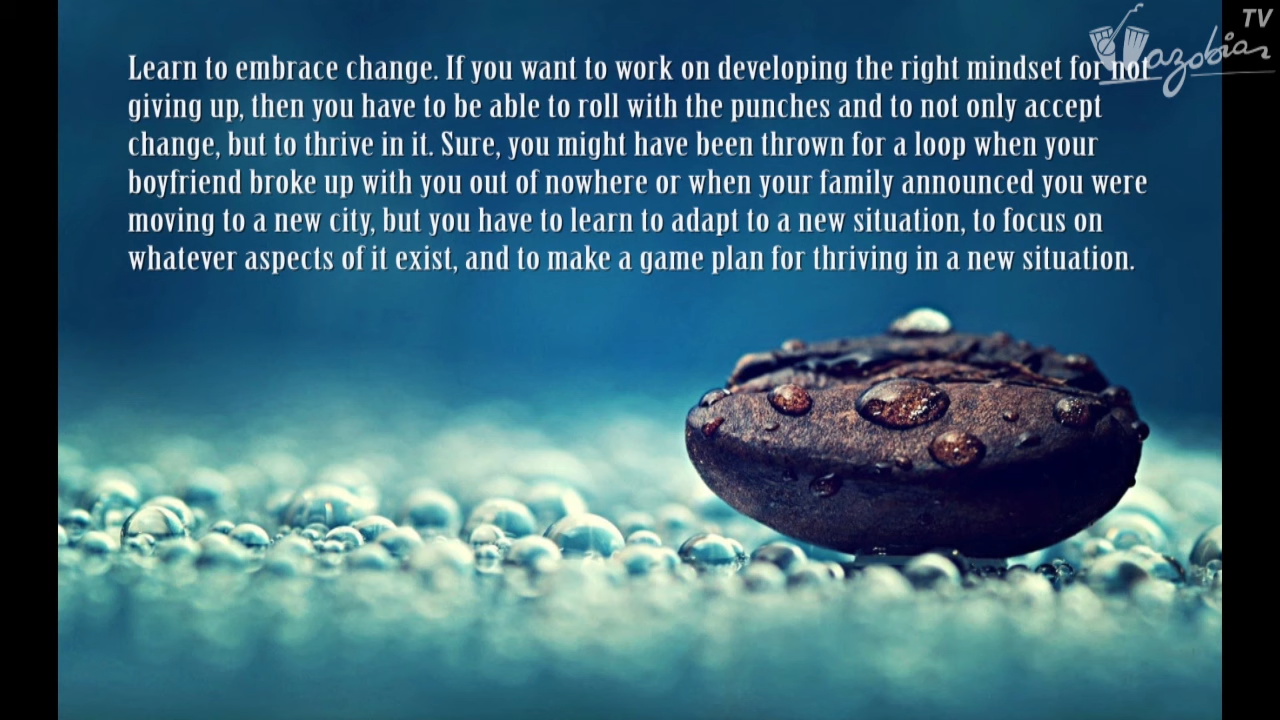 TV
Wazobia
Learn to embrace change. If you want to work on developing the right mindset for not
giving up, then you have to be able to roll with the punches and to not only accept
change, but to thrive in it. Sure, you might have been thrown for a loop when your
boyfriend broke up with you out of nowhere or when your family announced you were
moving to a new city, but you have to learn to adapt to a new situation, to focus on
whatever aspects of it exist, and to make a game plan for thriving in a new situation.